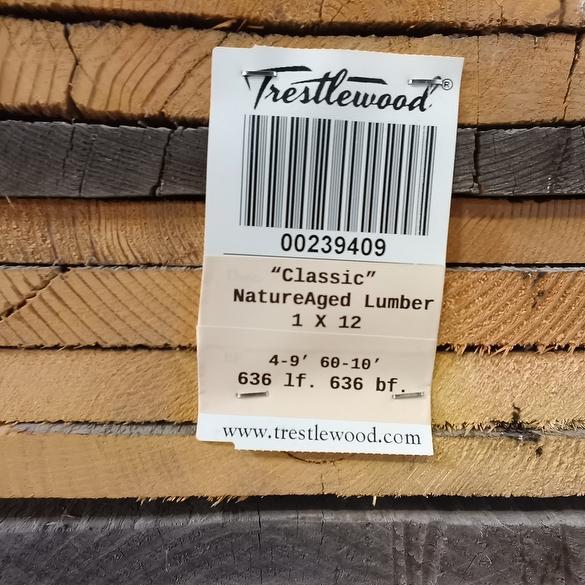 Trestlewood®
00239409
“Classic”
NatureAged Lumber
1 X 12
4-9′ 60-10′
636 lf. 636 bf.
www.trestlewood.com